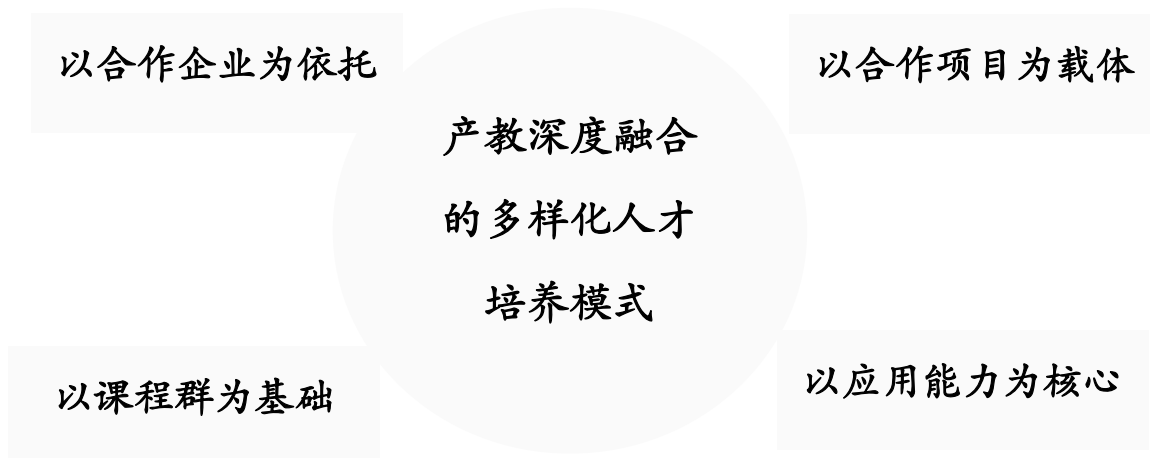 以合作企业为依托
以合作项目为载体
产教深度融合
的多样化人才
培养模式
以课程群为基础
以应用能力为核心